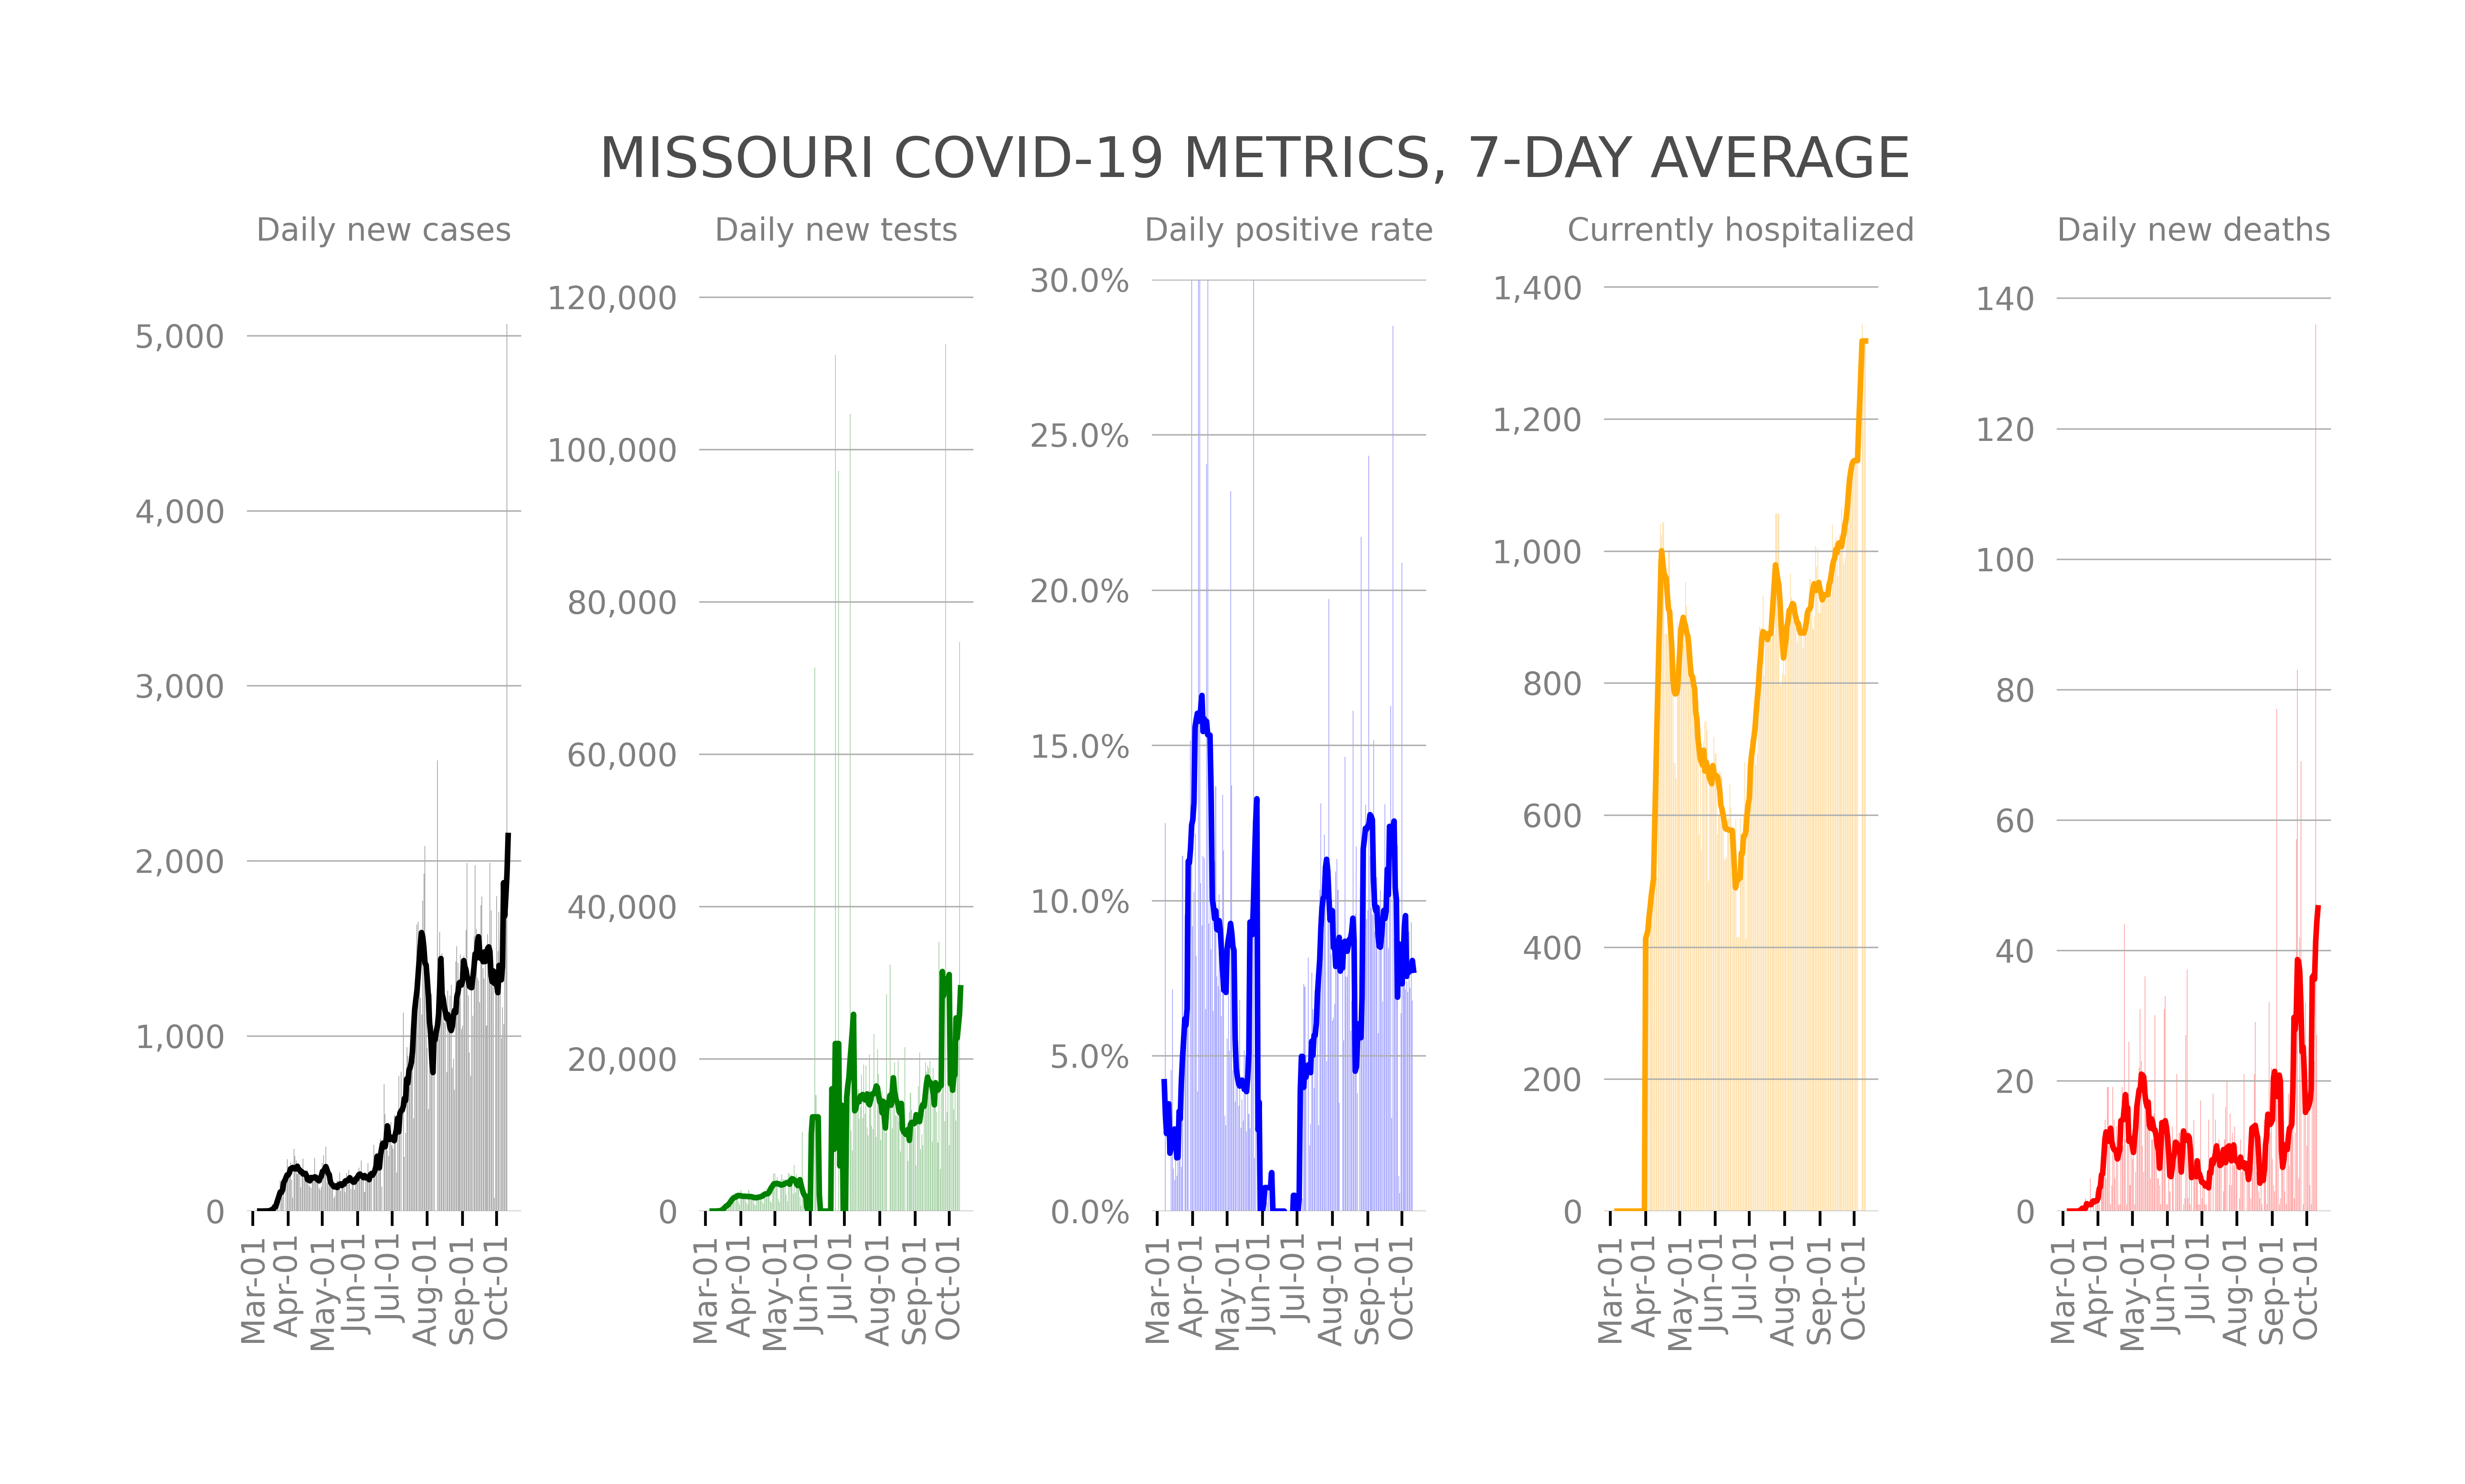 MISSOURI COVID-19 METRICS, 7-DAY AVERAGE
Daily new cases
5,000
4,000
3,000
2,000
1,000
0
Mar-01
Apr-01
May-01
Jun-01
Jul-01
Aug-01
Sep-01
Oct-01
Daily new tests
120,000
100,000
80,000
60,000
40,000
20,000
0
Mar-01
Apr-01
May-01
Jun-01
Jul-01
Aug-01
Sep-01
Oct-01
Daily positive rate
30.0%
25.0%
20.0%
15.0%
10.0%
5.0%
0.0%
Mar-01
Apr-01
May-01
Jun-01
Jul-01
Aug-01
Sep-01
Oct-01
Currently hospitalized
1,400
1,200
1,000
800
600
400
200
0
Mar-01
Apr-01
May-01
Jun-01
Jul-01
Aug-01
Sep-01
Oct-01
Daily new deaths
140
120
100
80
60
40
20
0
Mar-01
Apr-01
May-01
Jun-01
Jul-01
Aug-01
Sep-01
Oct-01